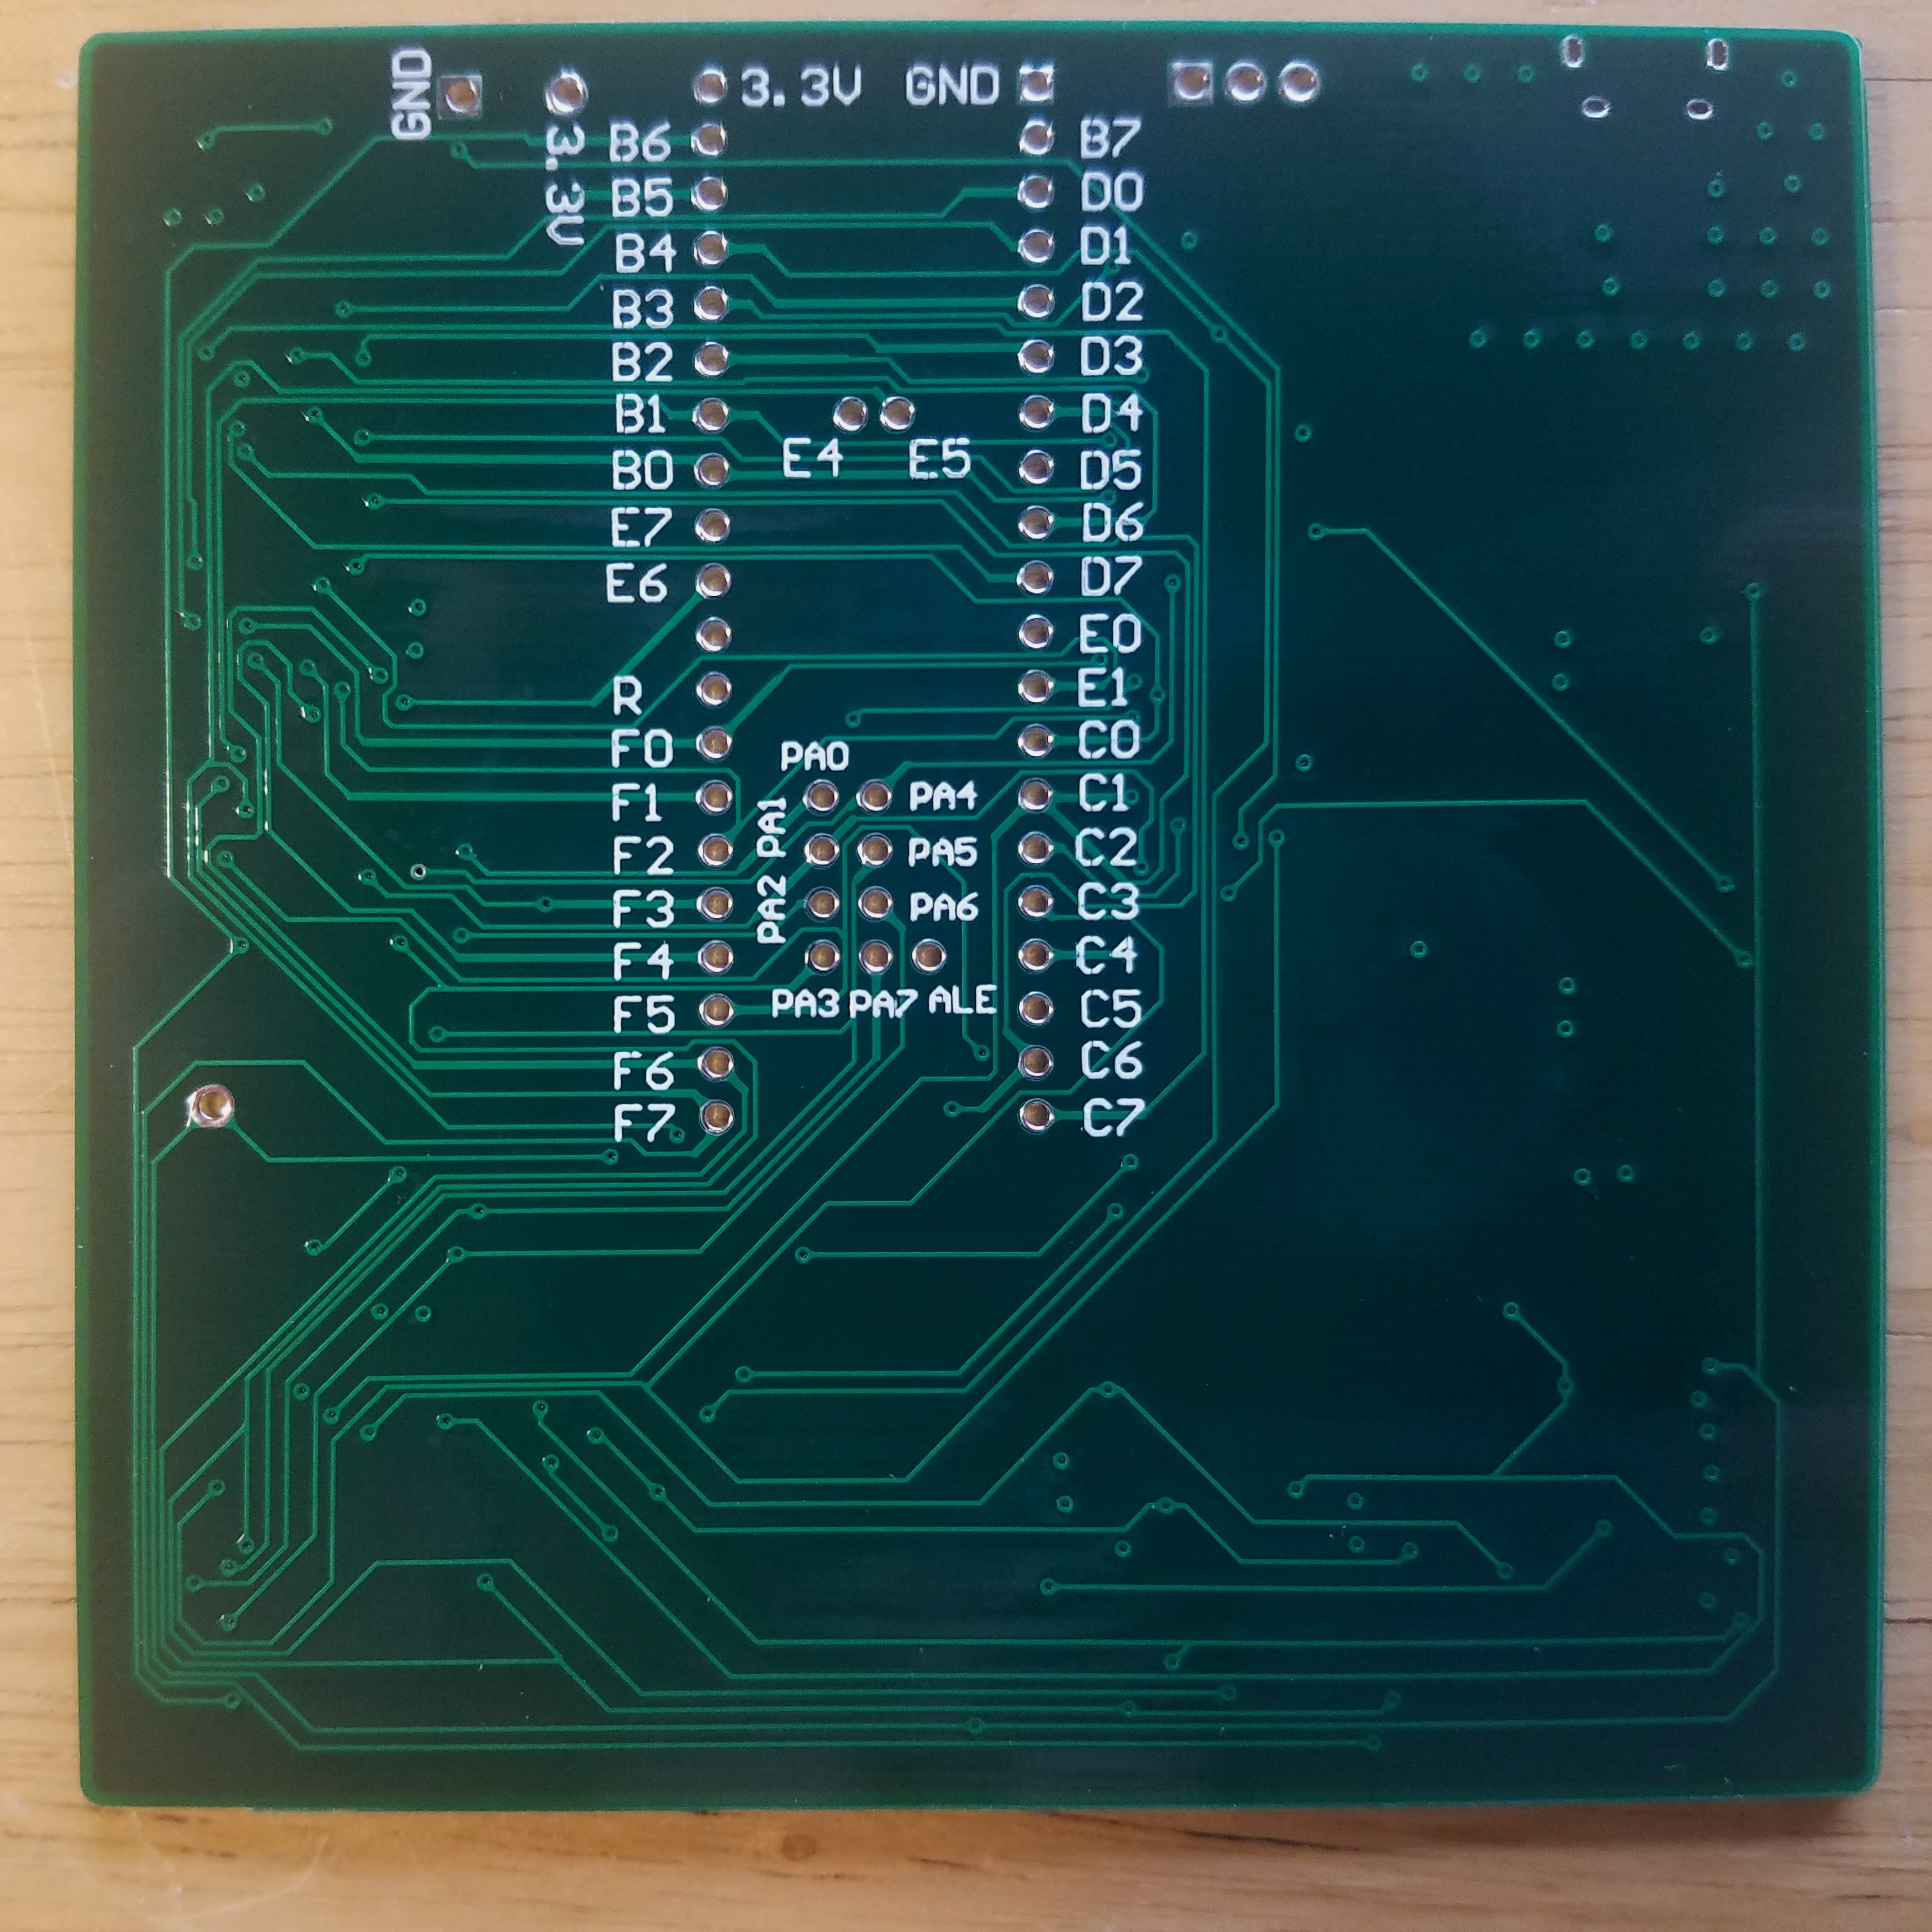 GND
3.3V
3.3V GND
B6 B7
B5 D0
B4 D1
B3 D2
B2 D3
B1 D4
E4 E5
B0 D5
E7 D6
E6 D7
E0
R E1
F0 C0
PA0
F1 PA1 PA4 C1
F2 PA5 C2
F3 PA2 PA6 C3
F4 C4
F5 PA3 PA7 ALE C5
F6 C6
F7 C7